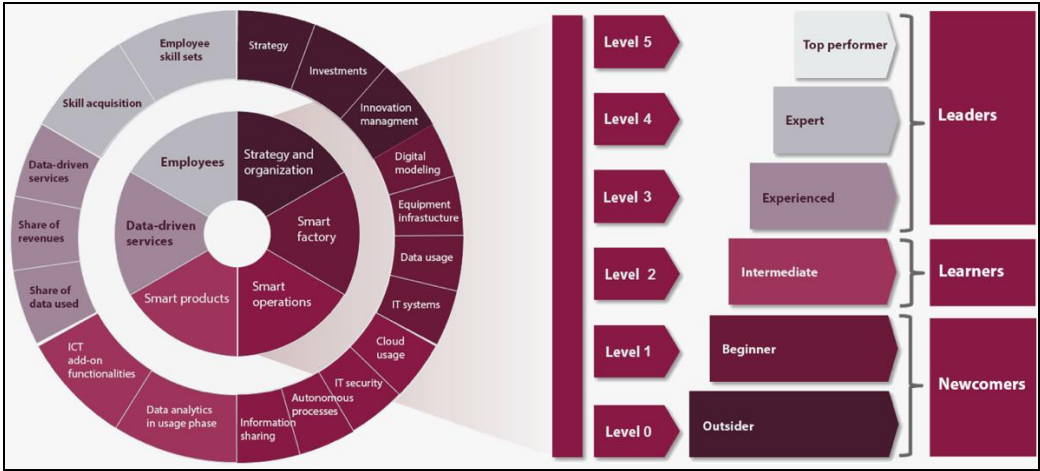 Employee
skill sets
Strategy
Investments
Innovation
managment
Digital
modeling
Equipment
infrastucture
Data usage
IT systems
Cloud
usage
IT security
Autonomous
processes
Information
sharing
Data analytics
in usage phase
ICT
add-on
functionalities
Share of
data used
Share of
revenues
Data-driven
services
Skill acquisition
Employees
Strategy and
organization
Smart
factory
Smart
operations
Smart products
Data-driven
services
Level 5
Top performer
Level 4
Expert
Level 3
Experienced
Leaders
Level 2
Intermediate
Learners
Level 1
Beginner
Level 0
Outsider
Newcomers